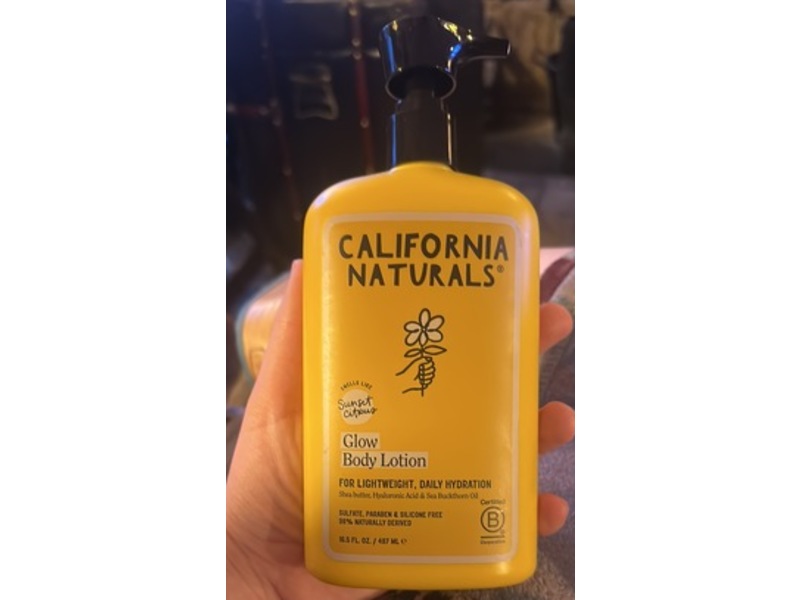 CALIFORNIA
NATURALS®
SMELLS LIKE
Sunset
citrus
Glow
Body Lotion
FOR LIGHTWEIGHT, DAILY HYDRATION
Shea butter, Hyaluronic Acid & Sea Buckthorn Oil
SULFATE, PARABEN & SILICONE FREE
98% NATURALLY DERIVED
16.5 FL. OZ. / 487 ML ℮
Certified
B
Corporation